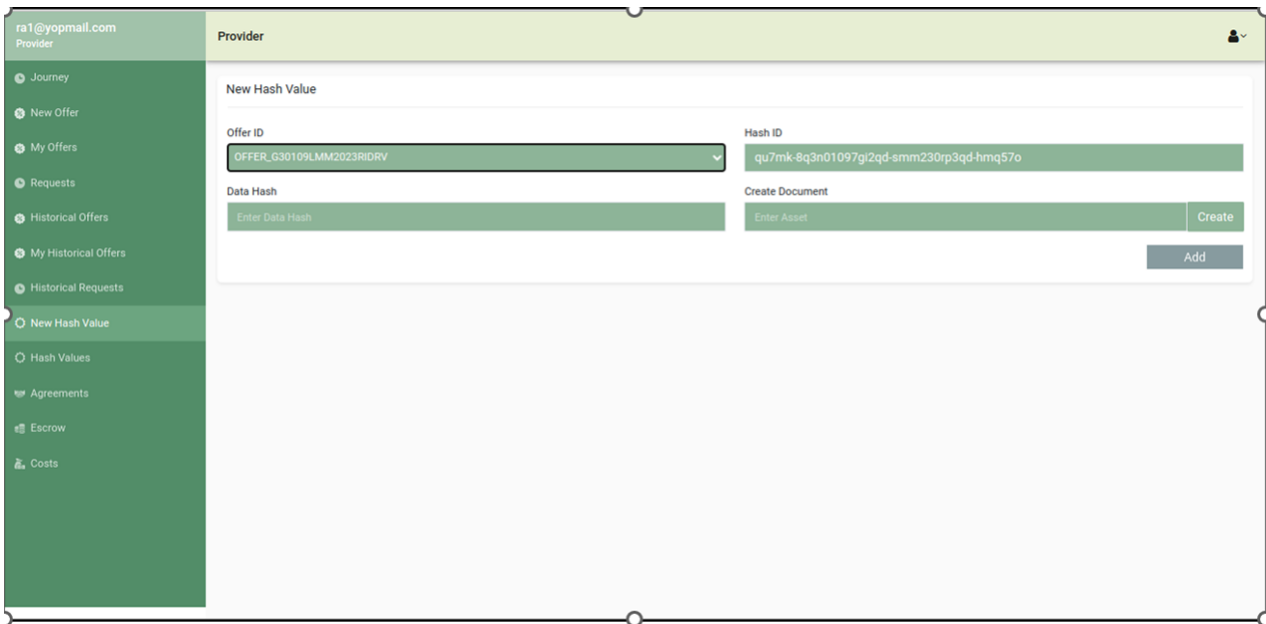 ra1@yopmail.com
Provider
Provider
Journey
New Offer
My Offers
Requests
Historical Offers
My Historical Offers
Historical Requests
New Hash Value
Hash Values
Agreements
Escrow
Costs
New Hash Value
Offer ID
Hash ID
OFFER_G30109LMM2023RIDRV
qu7mk-8q3n01097gi2qd-smm230rp3qd-hmq57o
Data Hash
Create Document
Enter Data Hash
Enter Asset
Create
Add